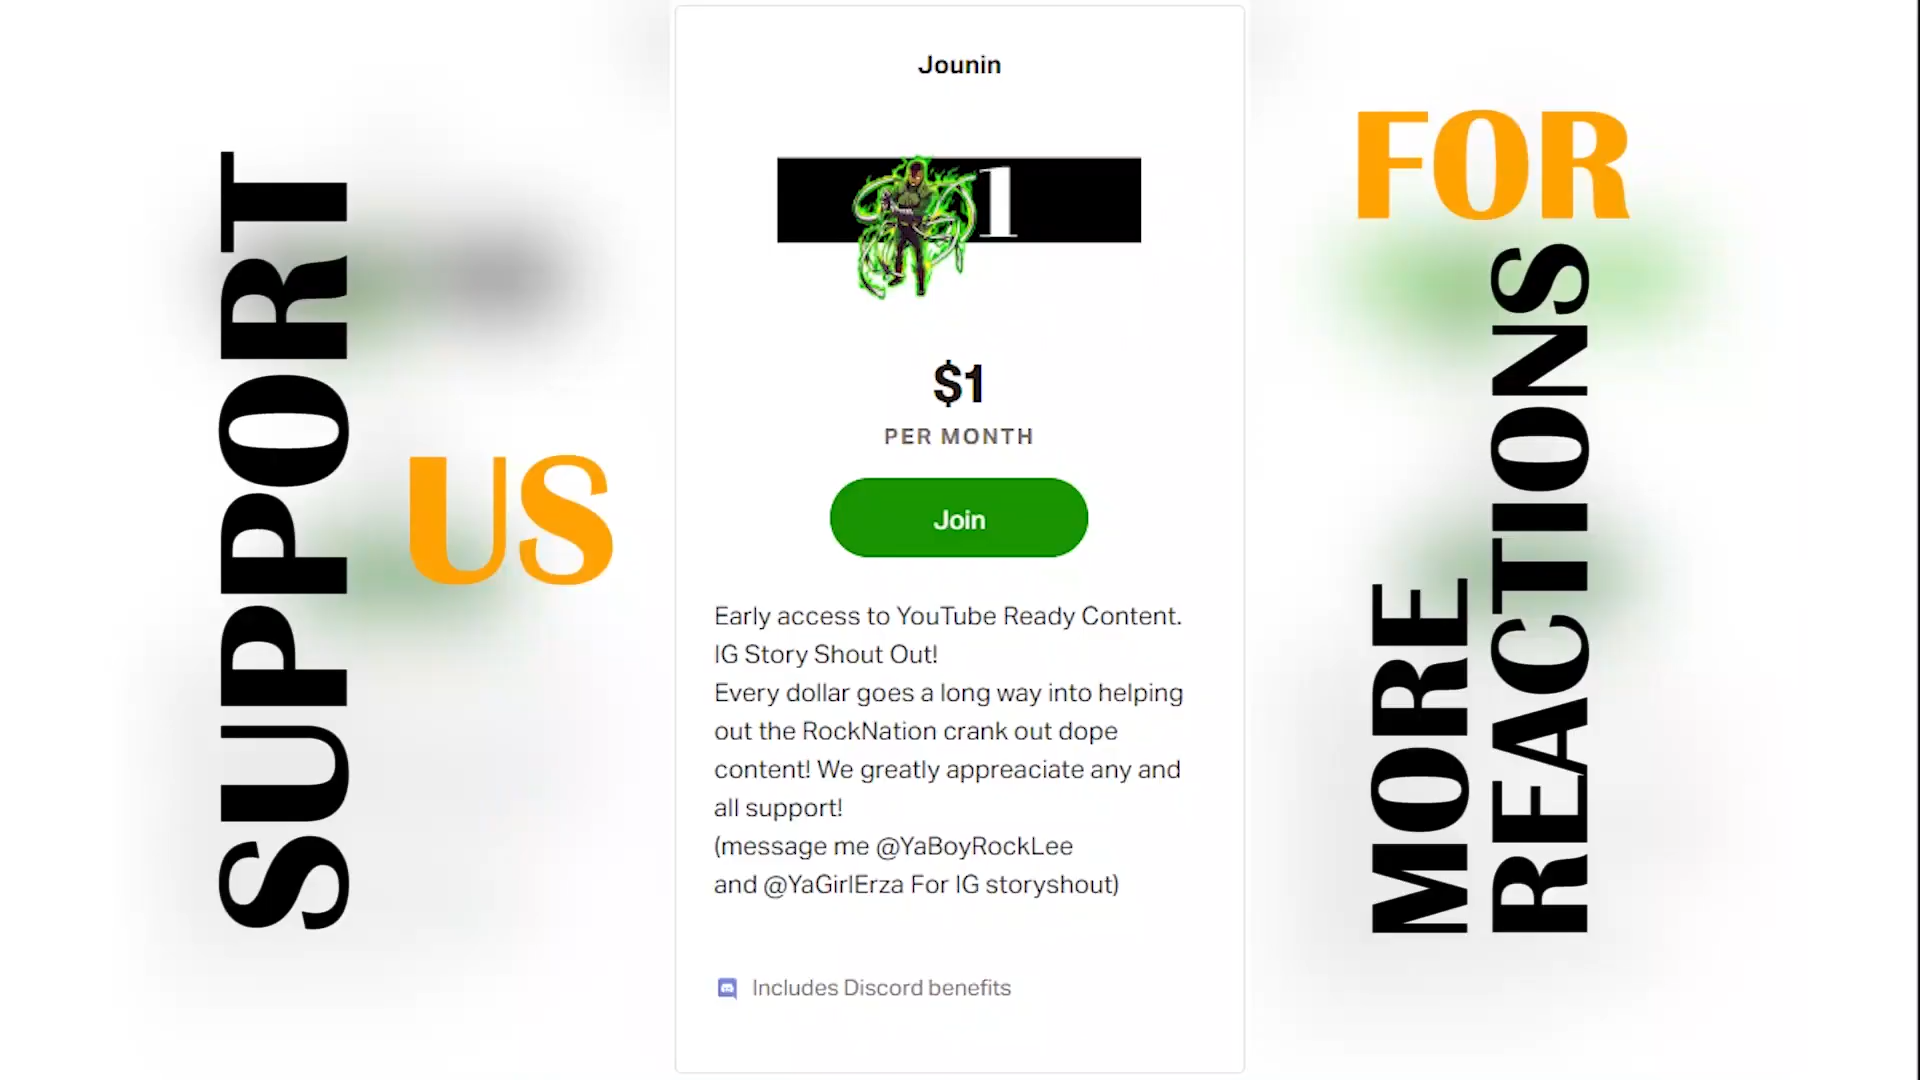 SUPPORT
US
Jounin
1
$1
PER MONTH
Join
Early access to YouTube Ready Content.
IG Story Shout Out!
Every dollar goes a long way into helping
out the RockNation crank out dope
content! We greatly appreaciate any and
all support!
(message me @YaBoyRockLee
and @YaGirlErza For IG storyshout)
Includes Discord benefits
FOR
MORE
REACTIONS